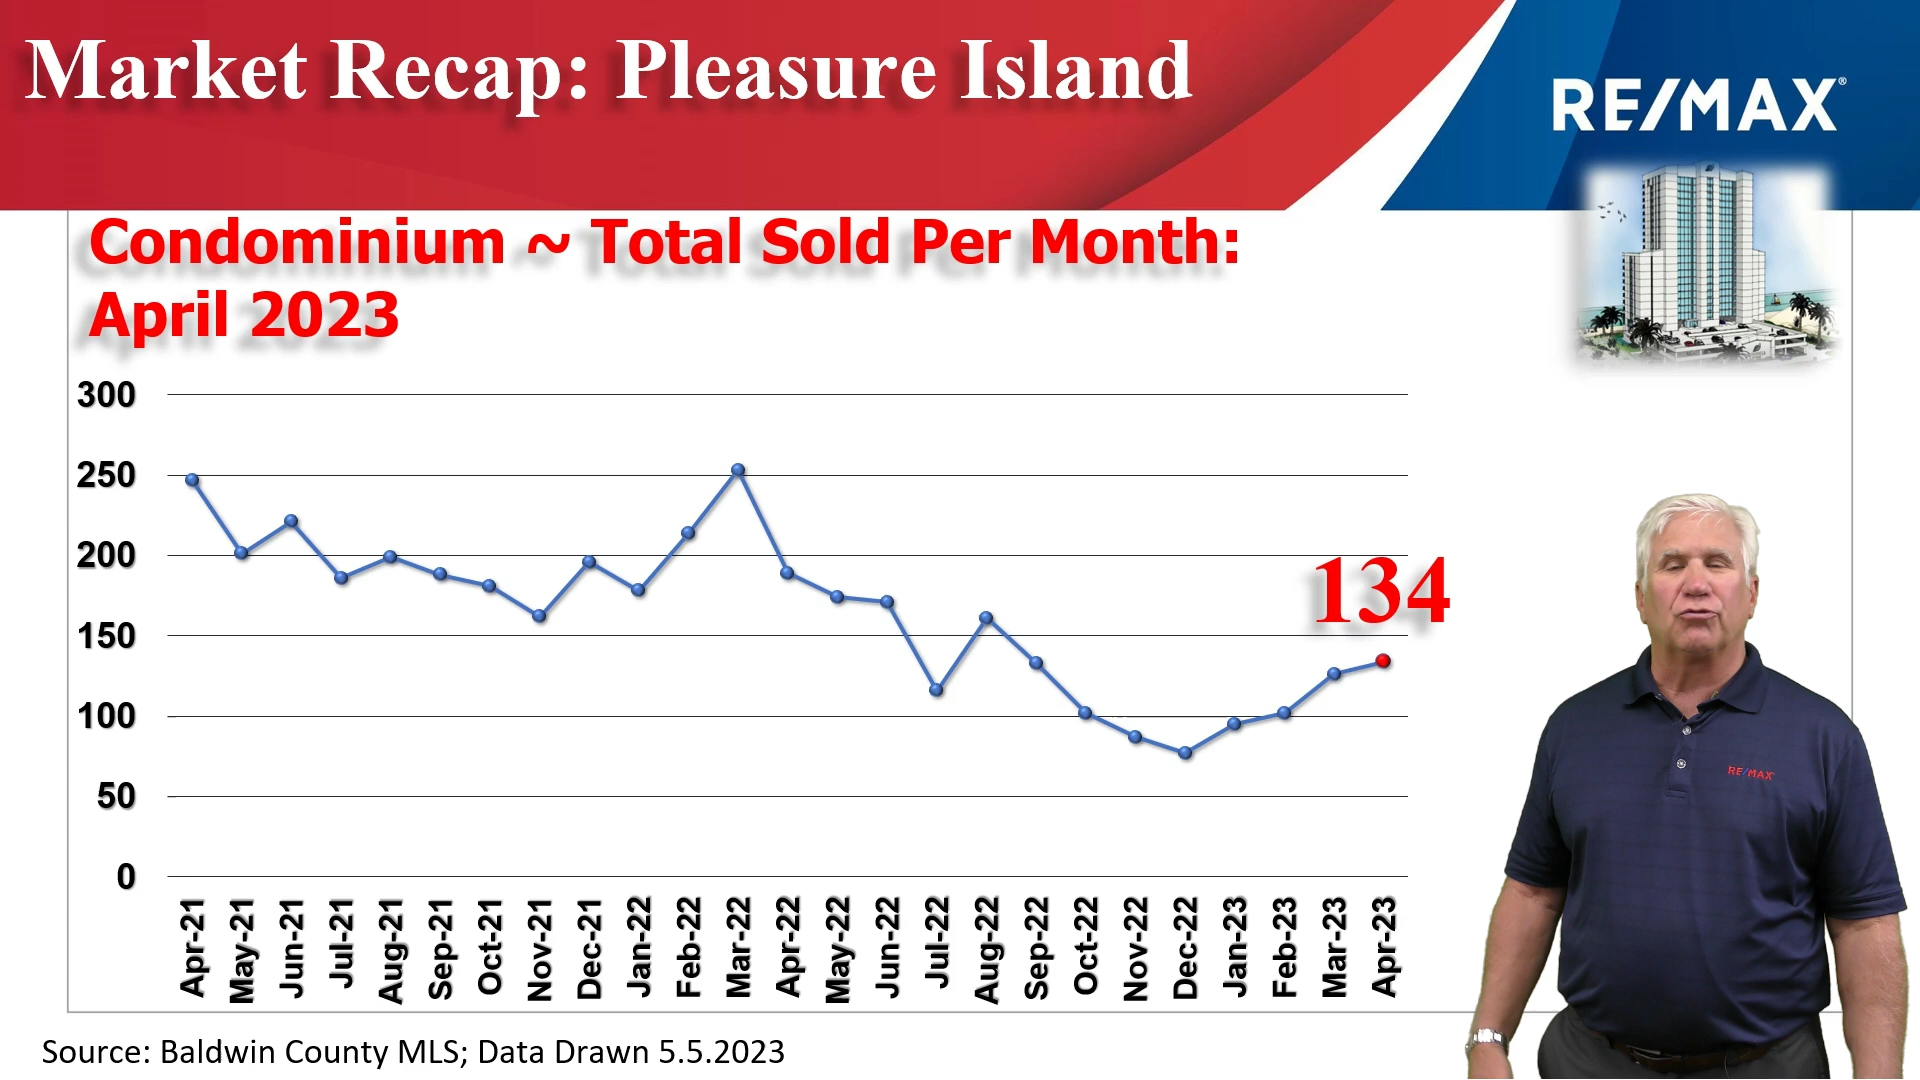 Market Recap: Pleasure Island
RE/MAX®
Condominium ~ Total Sold Per Month:
April 2023
300
250
200
150
100
50
0
134
Apr-21
May-21
Jun-21
Jul-21
Aug-21
Sep-21
Oct-21
Nov-21
Dec-21
Jan-22
Feb-22
Mar-22
Apr-22
May-22
Jun-22
Jul-22
Aug-22
Sep-22
Oct-22
Nov-22
Dec-22
Jan-23
Feb-23
Mar-23
Apr-23
RE/MAX
Source: Baldwin County MLS; Data Drawn 5.5.2023